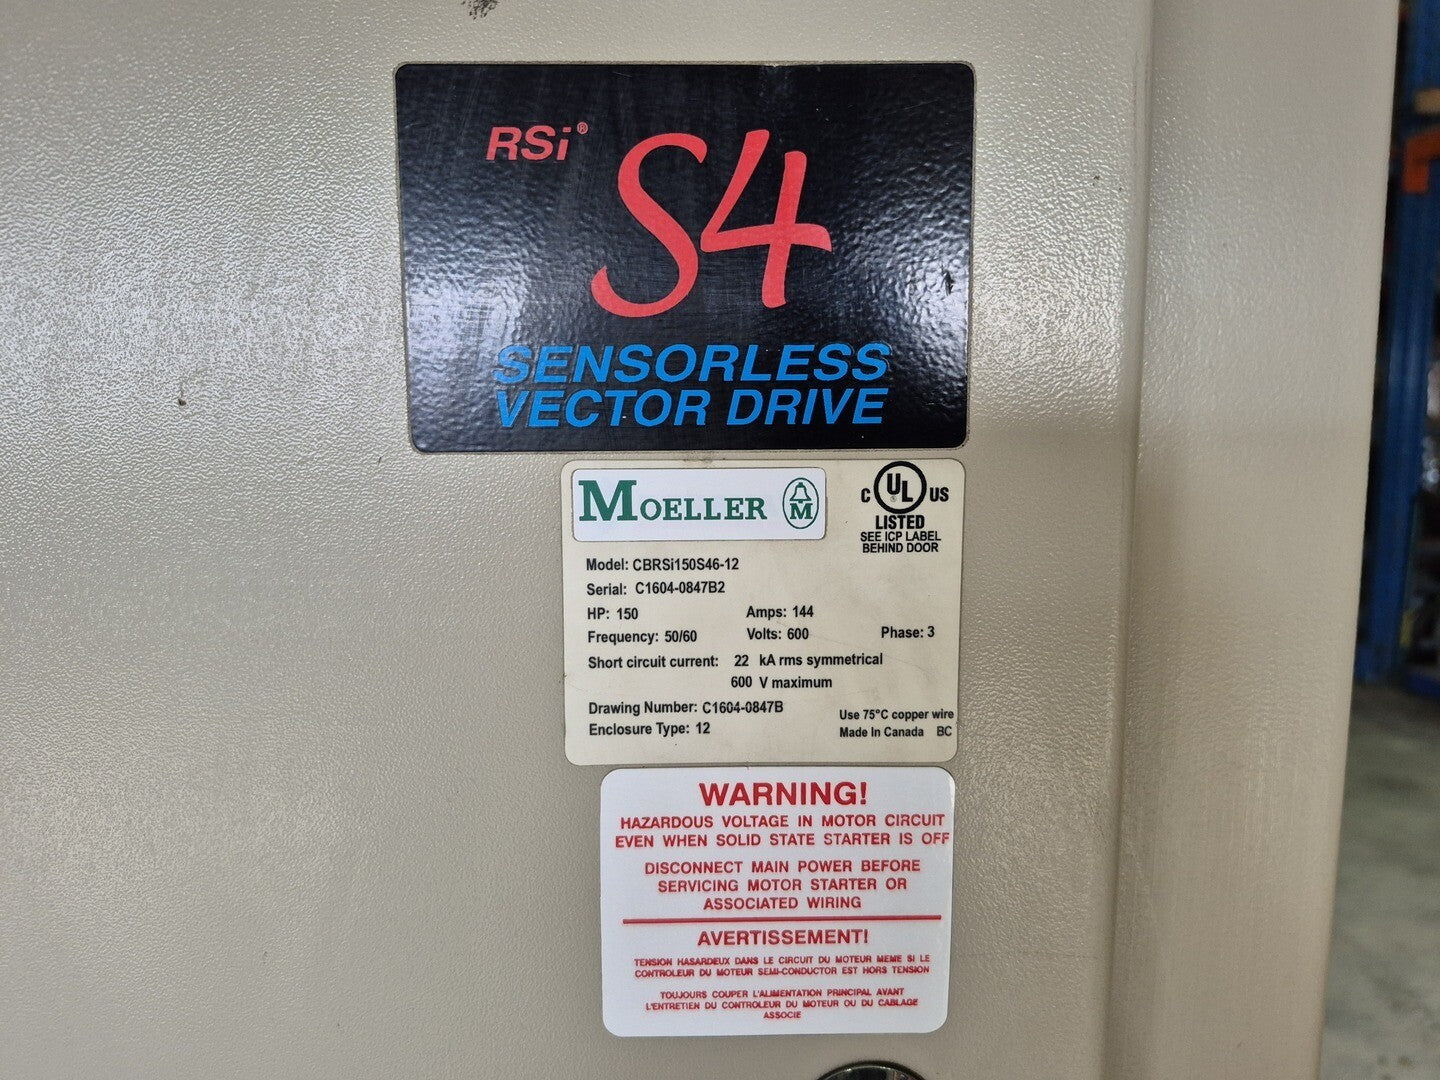 RSi® S4
SENSORLESS
VECTOR DRIVE
MOELLER M
C UL US
LISTED
SEE ICP LABEL
BEHIND DOOR
Model: CBRSi150S46-12
Serial: C1604-0847B2
HP: 150 Amps: 144
Frequency: 50/60 Volts: 600 Phase: 3
Short circuit current: 22 kA rms symmetrical
600 V maximum
Drawing Number: C1604-0847B
Enclosure Type: 12
Use 75°C copper wire
Made In Canada BC
WARNING!
HAZARDOUS VOLTAGE IN MOTOR CIRCUIT
EVEN WHEN SOLID STATE STARTER IS OFF
DISCONNECT MAIN POWER BEFORE
SERVICING MOTOR STARTER OR
ASSOCIATED WIRING
AVERTISSEMENT!
TENSION HASARDEUX DANS LE CIRCUIT DU MOTEUR MEME SI LE
CONTROLEUR DU MOTEUR SEMI-CONDUCTOR EST HORS TENSION
TOUJOURS COUPER L'ALIMENTATION PRINCIPAL AVANT
L'ENTRETIEN DU CONTROLEUR DU MOTEUR OU DU CABLAGE
ASSOCIE